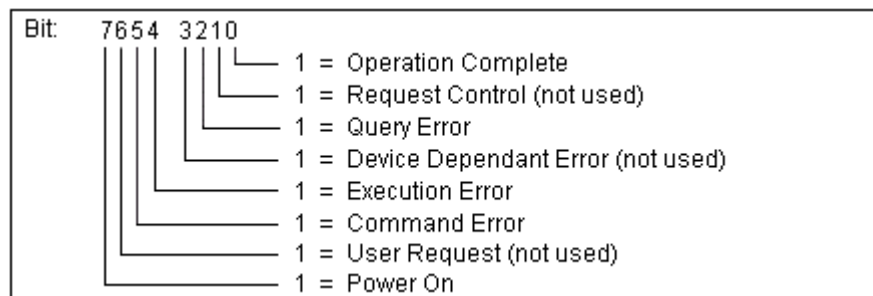 Bit: 7654 3210
1 = Operation Complete
1 = Request Control (not used)
1 = Query Error
1 = Device Dependant Error (not used)
1 = Execution Error
1 = Command Error
1 = User Request (not used)
1 = Power On